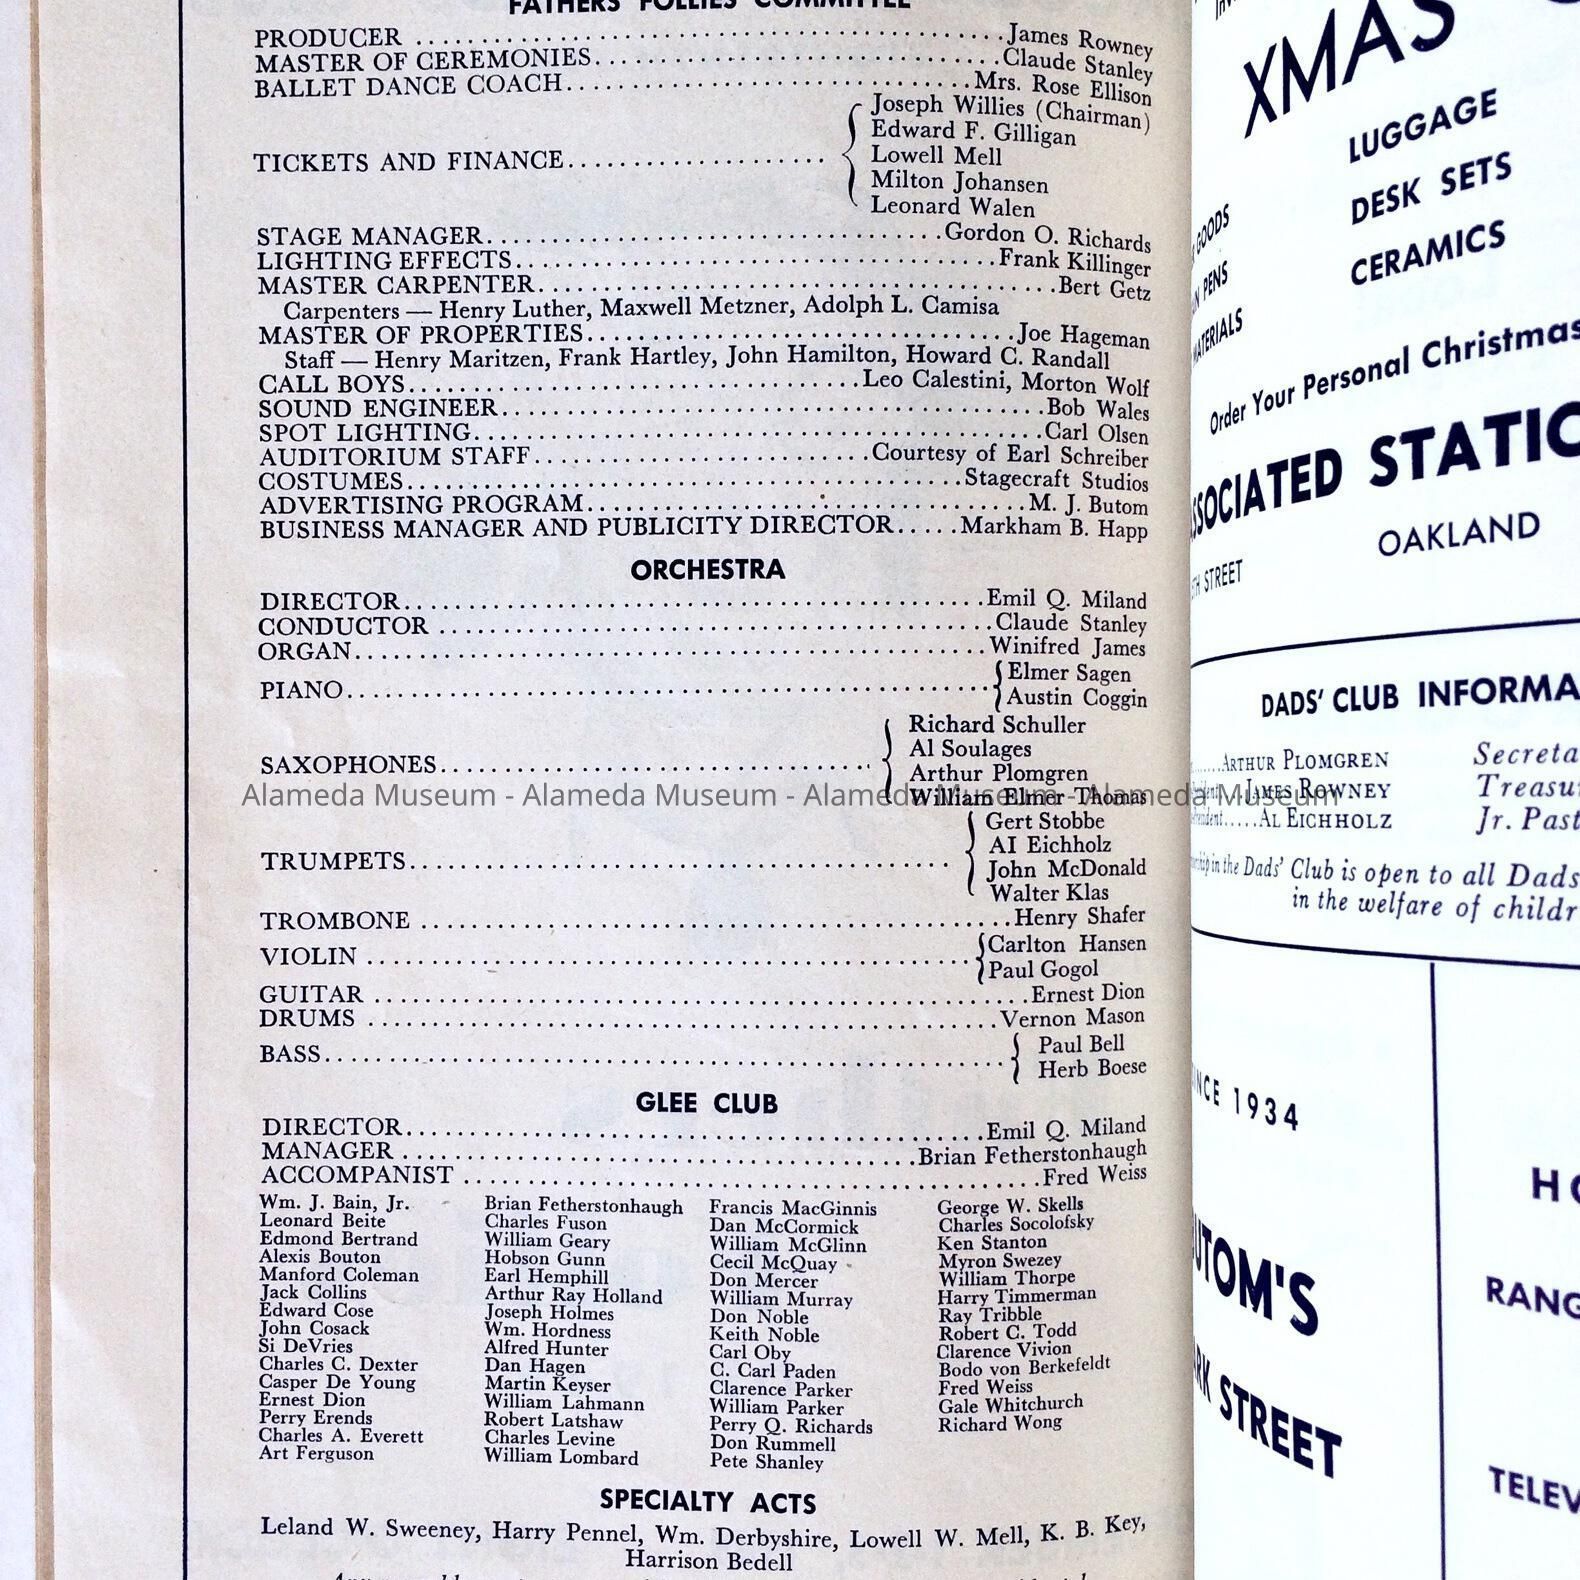 FATHERS' FOLLIES COMMITTEE
PRODUCER ........ James Rowney
MASTER OF CEREMONIES ........ Claude Stanley
BALLET DANCE COACH ........ Mrs. Rose Ellison
TICKETS AND FINANCE ........
Joseph Willies (Chairman)
Edward F. Gilligan
Lowell Mell
Milton Johansen
Leonard Walen
STAGE MANAGER ........ Gordon O. Richards
LIGHTING EFFECTS ........ Frank Killinger
MASTER CARPENTER ........ Bert Getz
Carpenters — Henry Luther, Maxwell Metzner, Adolph L. Camisa
MASTER OF PROPERTIES ........ Joe Hageman
Staff — Henry Maritzen, Frank Hartley, John Hamilton, Howard C. Randall
CALL BOYS ........ Leo Calestini, Morton Wolf
SOUND ENGINEER ........ Bob Wales
SPOT LIGHTING ........ Carl Olsen
AUDITORIUM STAFF ........ Courtesy of Earl Schreiber
COSTUMES ........ Stagecraft Studios
ADVERTISING PROGRAM ........ M. J. Butom
BUSINESS MANAGER AND PUBLICITY DIRECTOR ..... Markham B. Happ
ORCHESTRA
DIRECTOR ........ Emil Q. Miland
CONDUCTOR ........ Claude Stanley
ORGAN ........ Winifred James
PIANO ........
Elmer Sagen
Austin Coggin
SAXOPHONES ........
Richard Schuller
Al Soulages
Arthur Plomgren
William Elmer Thomas
Alameda Museum - Alameda Museum - Alameda Museum - Alameda Museum
TRUMPETS ........
Gert Stobbe
AI Eichholz
John McDonald
Walter Klas
TROMBONE ........ Henry Shafer
VIOLIN ........
Carlton Hansen
Paul Gogol
GUITAR ........ Ernest Dion
DRUMS ........ Vernon Mason
BASS ........
Paul Bell
Herb Boese
GLEE CLUB
DIRECTOR ........ Emil Q. Miland
MANAGER ........ Brian Fetherstonhaugh
ACCOMPANIST ........ Fred Weiss
Wm. J. Bain, Jr.
Leonard Beite
Edmond Bertrand
Alexis Bouton
Manford Coleman
Jack Collins
Edward Cose
John Cosack
Si DeVries
Charles C. Dexter
Casper De Young
Ernest Dion
Perry Erends
Charles A. Everett
Art Ferguson
Brian Fetherstonhaugh
Charles Fuson
William Geary
Hobson Gunn
Earl Hemphill
Arthur Ray Holland
Joseph Holmes
Wm. Hordness
Alfred Hunter
Dan Hagen
Martin Keyser
William Lahmann
Robert Latshaw
Charles Levine
William Lombard
Francis MacGinnis
Dan McCormick
William McGlinn
Cecil McQuay
Don Mercer
William Murray
Don Noble
Keith Noble
Carl Oby
C. Carl Paden
Clarence Parker
William Parker
Perry Q. Richards
Don Rummell
Pete Shanley
George W. Skells
Charles Socolofsky
Ken Stanton
Myron Swezey
William Thorpe
Harry Timmerman
Ray Tribble
Robert C. Todd
Clarence Vivion
Bodo von Berkefeldt
Fred Weiss
Gale Whitchurch
Richard Wong
SPECIALTY ACTS
Leland W. Sweeney, Harry Pennel, Wm. Derbyshire, Lowell W. Mell, K. B. Key,
Harrison Bedell
XMAS
LUGGAGE
DESK SETS
CERAMICS
GOODS
PENS
Order Your Personal Christmas
SSOCIATED STATIO
OAKLAND
TH STREET
DADS' CLUB INFORMA
Arthur Plomgren
James Rowney
Al Eichholz
Secreta
Treasu
Jr. Past
in the Dads' Club is open to all Dads
in the welfare of childr
NCE 1934
UTOM'S
RK STREET
HO
RANG
TELEV